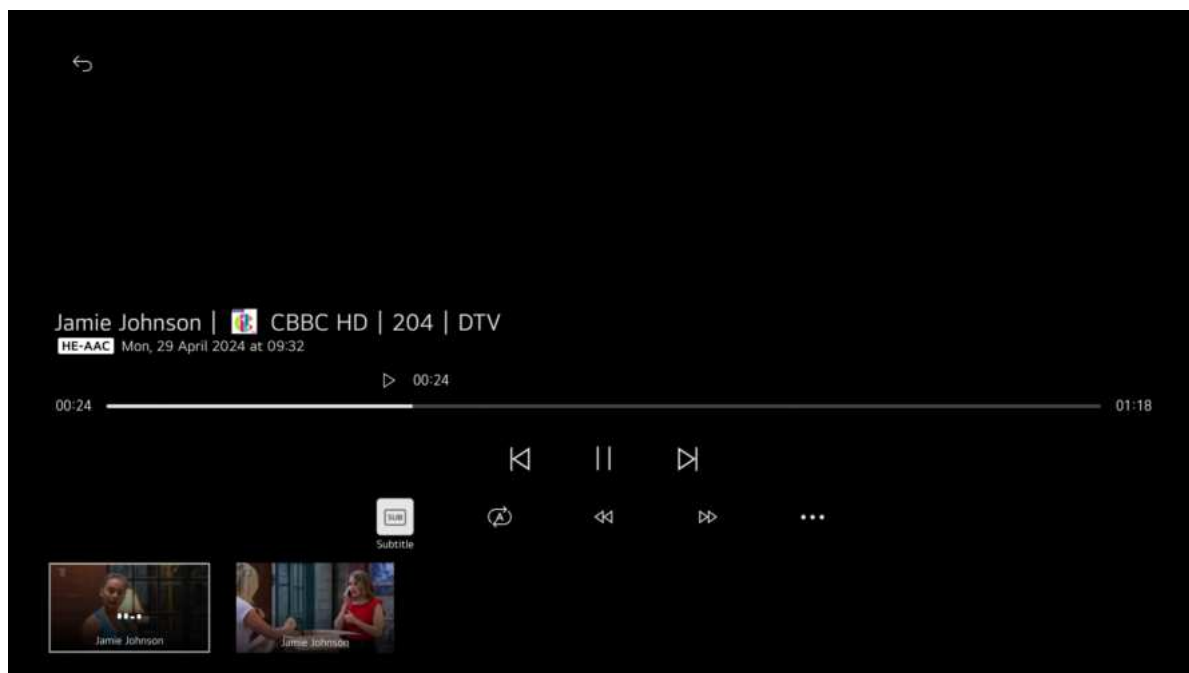 Jamie Johnson | CBBC HD | 204 | DTV
HE-AAC Mon, 29 April 2024 at 09:32
00:24
00:24 01:18
SUB A
Subtitle
Jamie Johnson Jamie Johnson